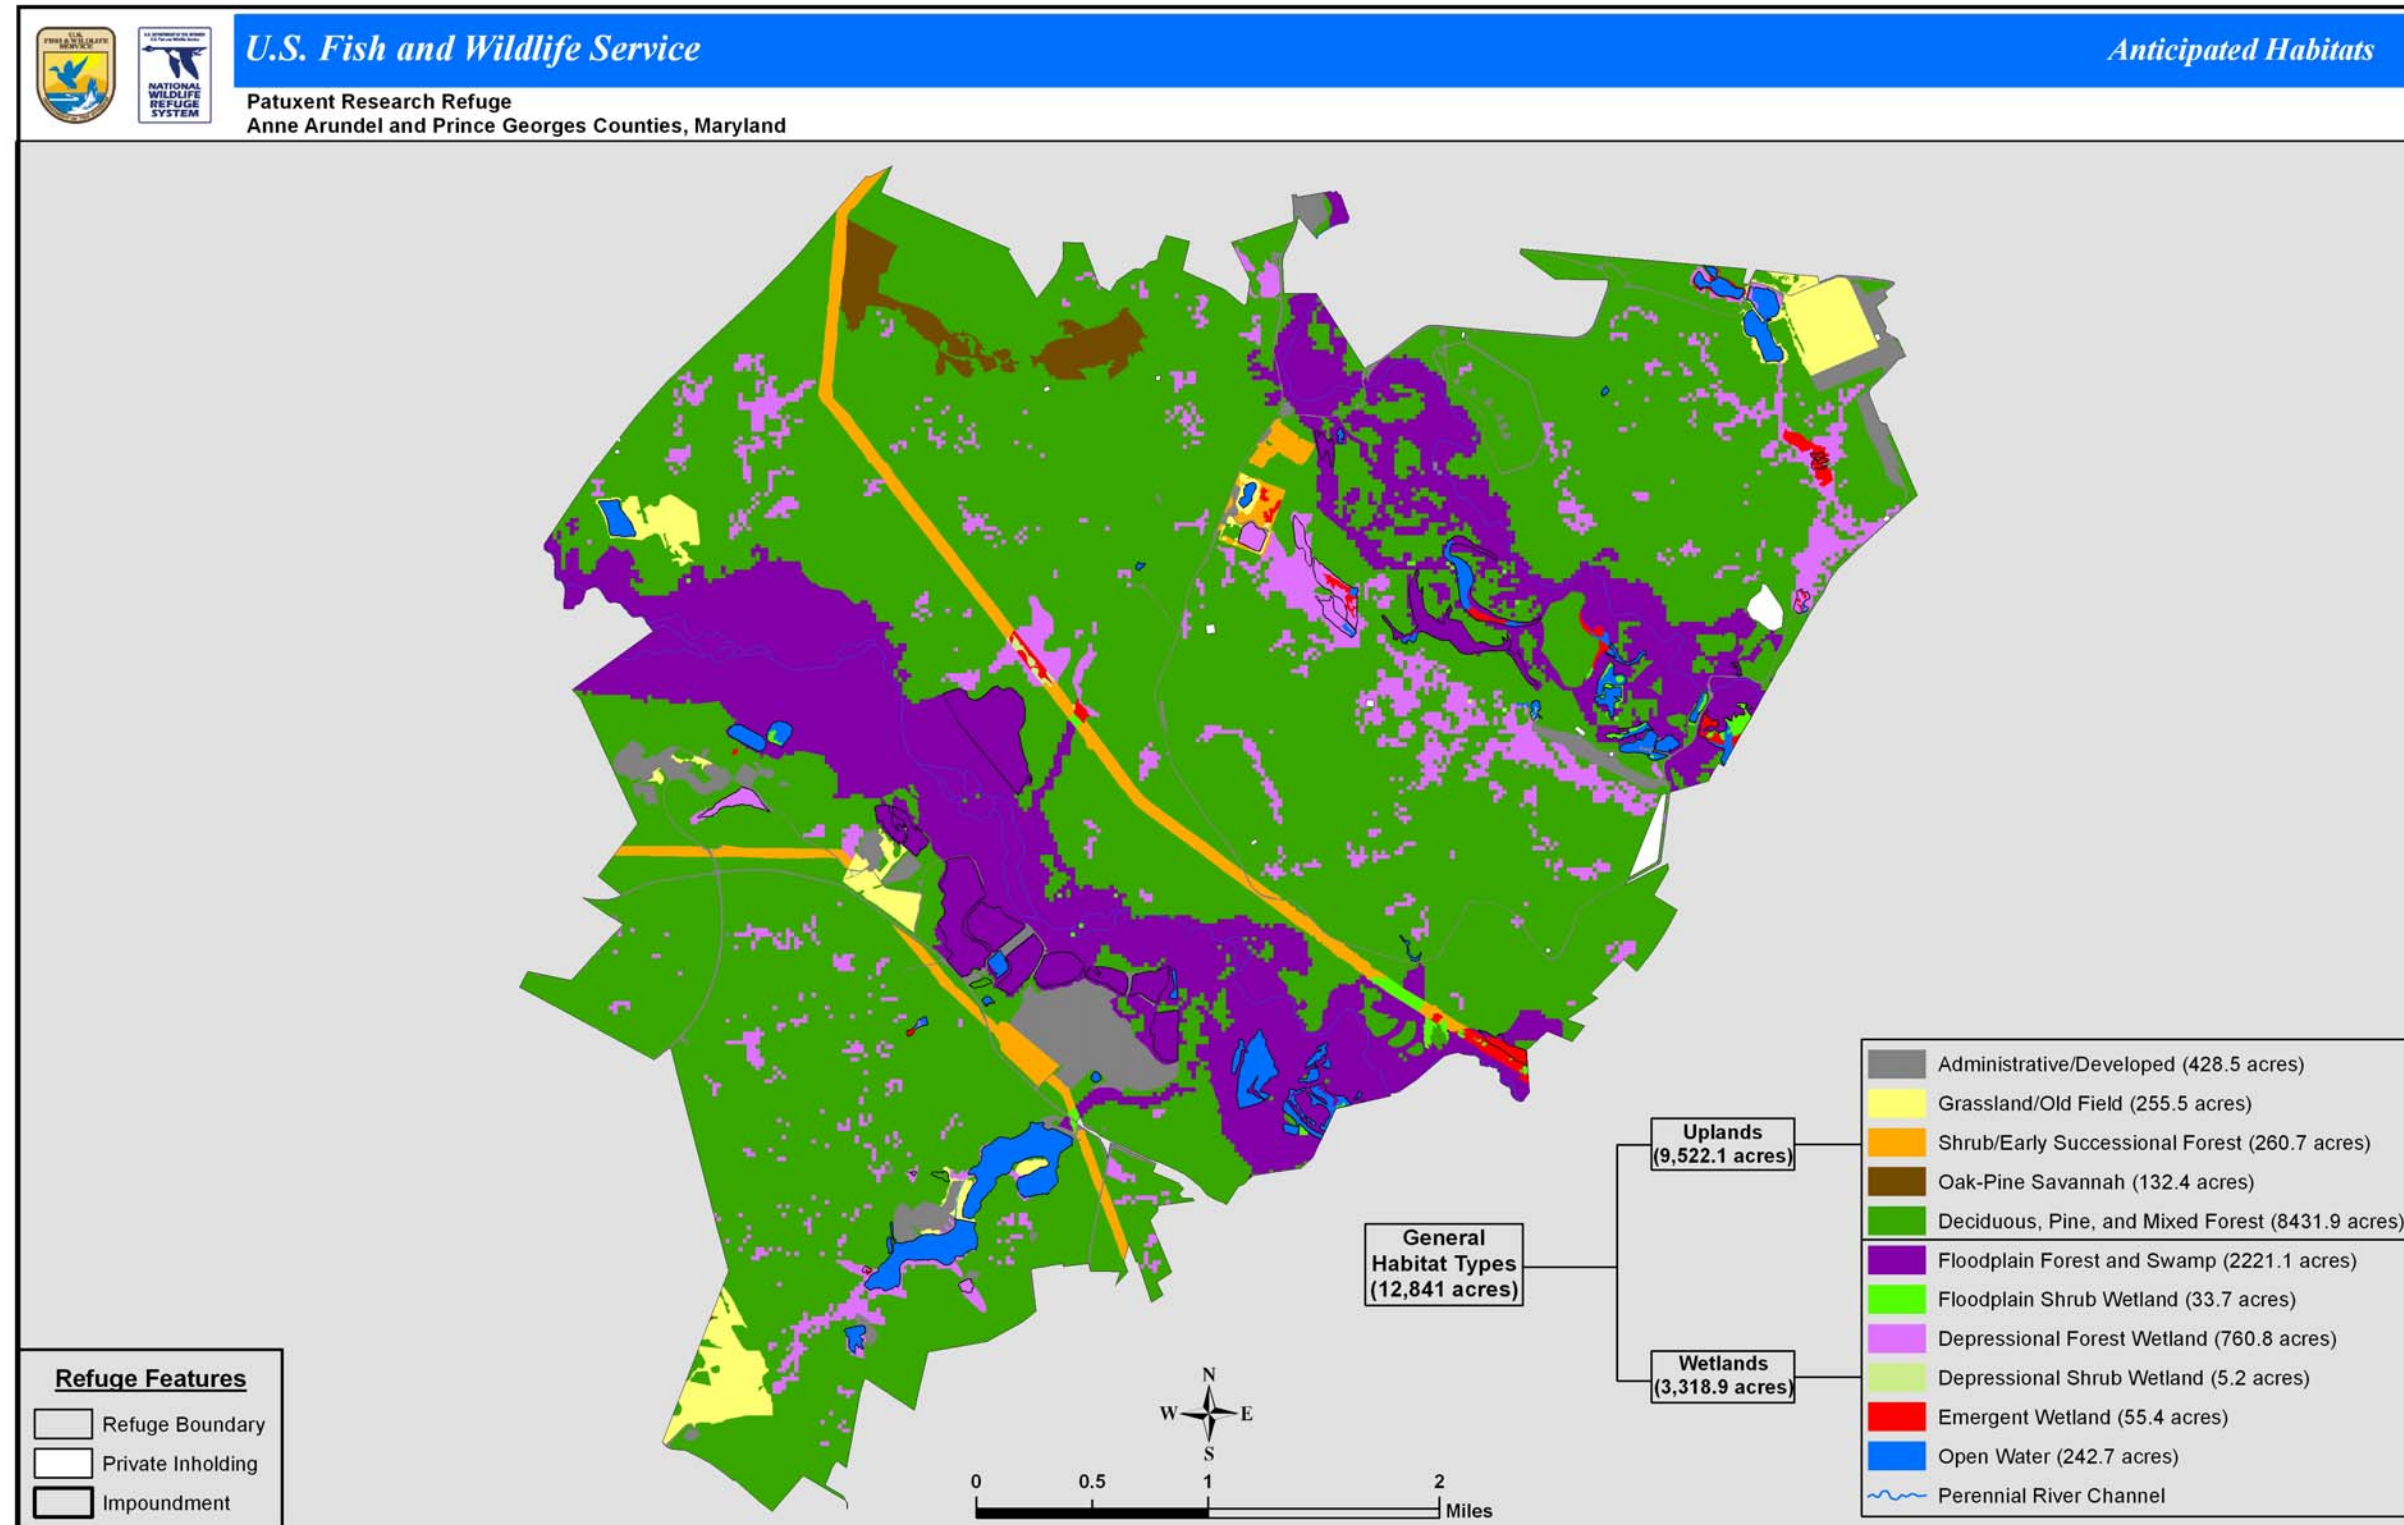 U.S.
FISH & WILDLIFE
SERVICE
NATIONAL
WILDLIFE
REFUGE
SYSTEM
U.S. Fish and Wildlife Service
Anticipated Habitats
Patuxent Research Refuge
Anne Arundel and Prince Georges Counties, Maryland
Administrative/Developed (428.5 acres)
Grassland/Old Field (255.5 acres)
Shrub/Early Successional Forest (260.7 acres)
Oak-Pine Savannah (132.4 acres)
Deciduous, Pine, and Mixed Forest (8431.9 acres)
Floodplain Forest and Swamp (2221.1 acres)
Floodplain Shrub Wetland (33.7 acres)
Depressional Forest Wetland (760.8 acres)
Depressional Shrub Wetland (5.2 acres)
Emergent Wetland (55.4 acres)
Open Water (242.7 acres)
Perennial River Channel
Uplands
(9,522.1 acres)
General
Habitat Types
(12,841 acres)
Wetlands
(3,318.9 acres)
Refuge Features
Refuge Boundary
Private Inholding
Impoundment
N
W E
S
0 0.5 1 2
Miles